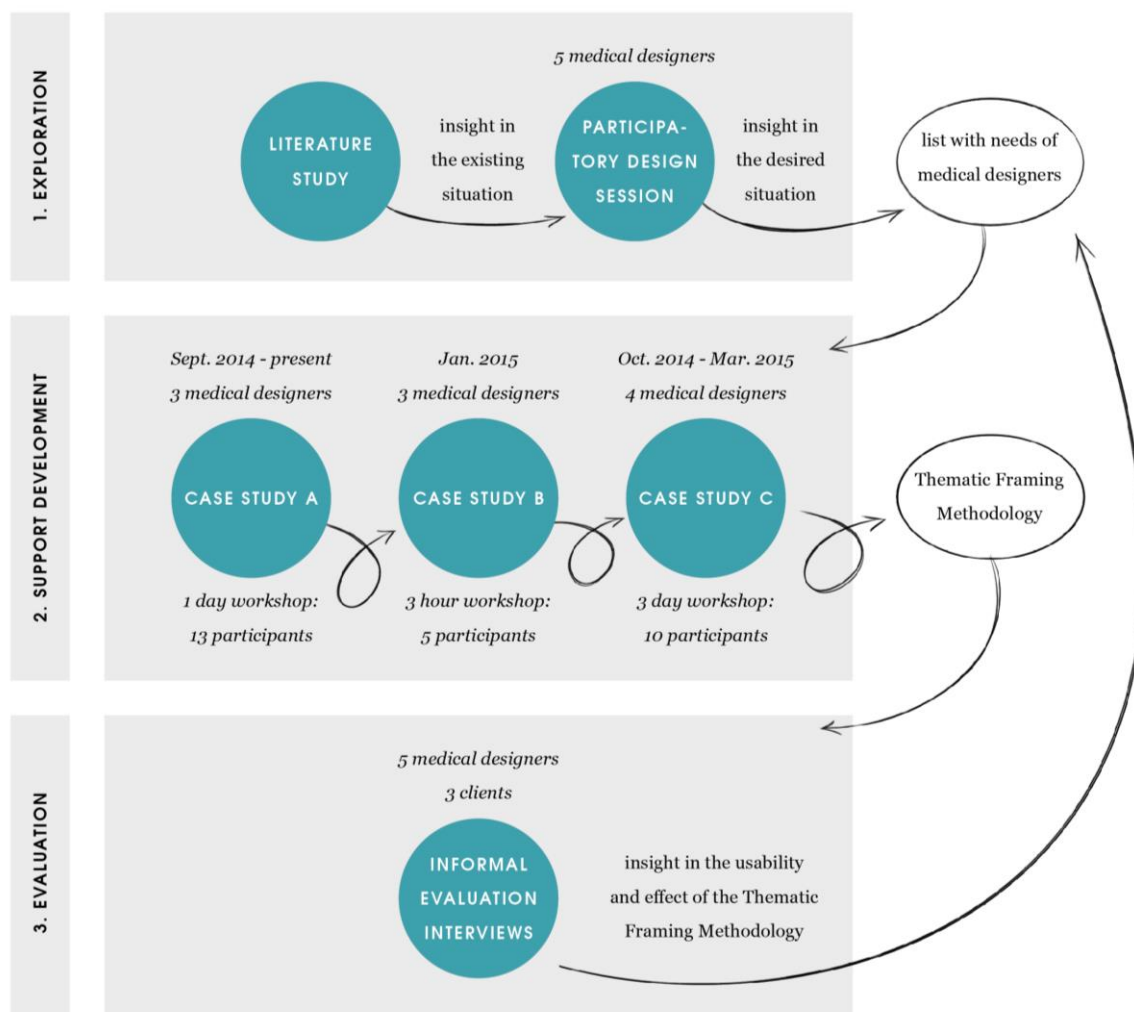 1. EXPLORATION
5 medical designers
LITERATURE
STUDY
insight in
the existing
situation
PARTICIPA-
TORY DESIGN
SESSION
insight in
the desired
situation
list with needs of
medical designers
2. SUPPORT DEVELOPMENT
Sept. 2014 - present
3 medical designers
CASE STUDY A
1 day workshop:
13 participants
Jan. 2015
3 medical designers
CASE STUDY B
3 hour workshop:
5 participants
Oct. 2014 - Mar. 2015
4 medical designers
CASE STUDY C
3 day workshop:
10 participants
Thematic Framing
Methodology
3. EVALUATION
5 medical designers
3 clients
INFORMAL
EVALUATION
INTERVIEWS
insight in the usability
and effect of the Thematic
Framing Methodology